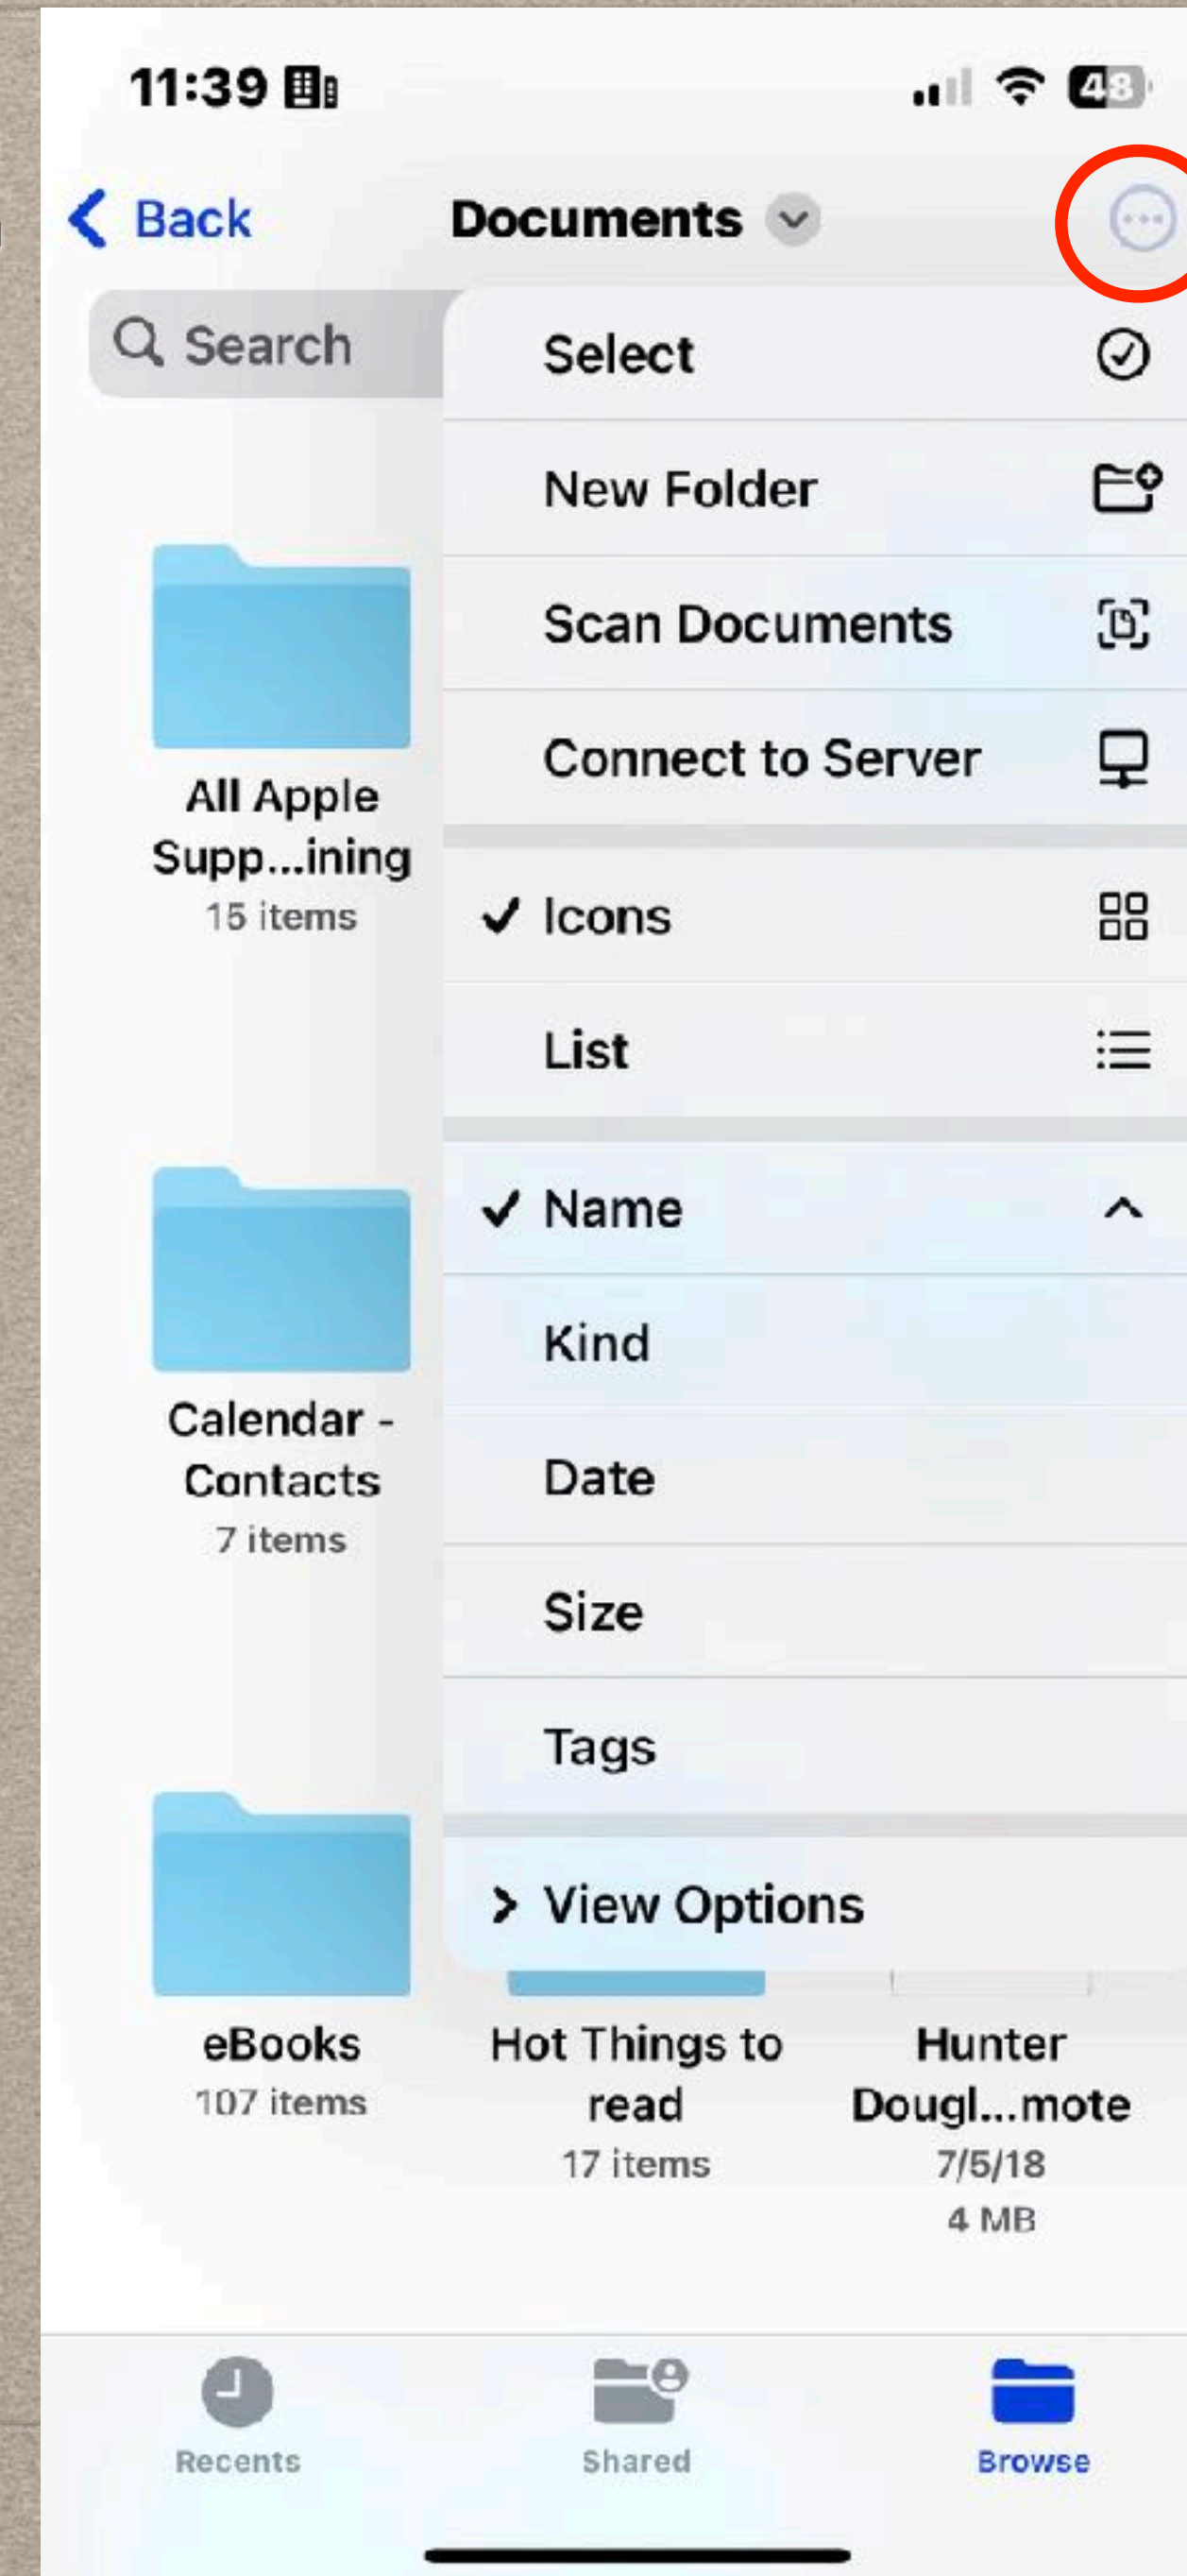 11:39
48
Back
Documents
Search
Select
New Folder
Scan Documents
Connect to Server
All Apple
Supp...ining
15 items
Icons
List
Name
Kind
Calendar -
Contacts
7 items
Date
Size
Tags
View Options
eBooks
107 items
Hot Things to
read
17 items
Hunter
Dougl...mote
7/5/18
4 MB
Recents
Shared
Browse